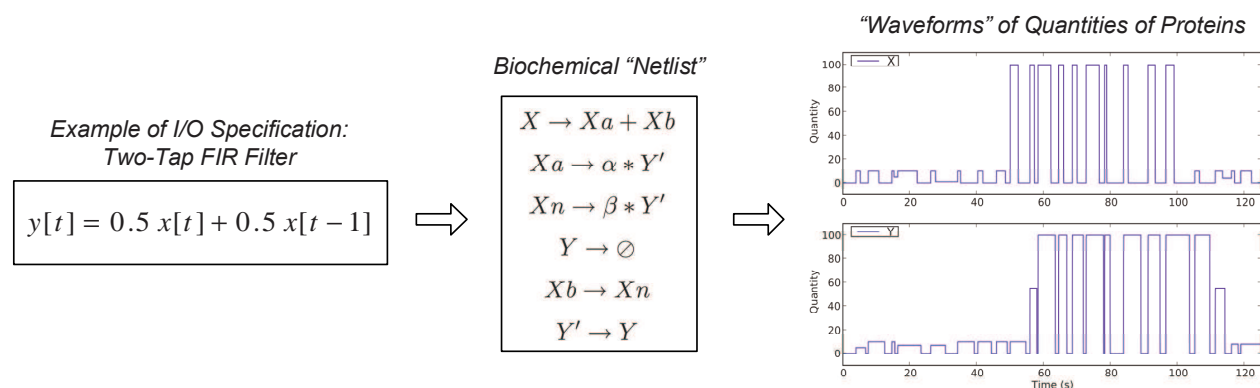 Example of I/O Specification:
Two-Tap FIR Filter
y[t] = 0.5 x[t] + 0.5 x[t − 1]
Biochemical “Netlist”
X → Xa + Xb
Xa → α ∗ Y′
Xn → β ∗ Y′
Y → ∅
Xb → Xn
Y′ → Y
“Waveforms” of Quantities of Proteins
X
Quantity
100
80
60
40
20
0
0 20 40 60 80 100 120
Y
Quantity
100
80
60
40
20
0
0 20 40 60 80 100 120
Time (s)